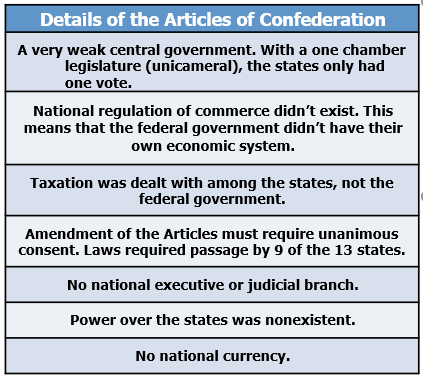 Details of the Articles of Confederation
A very weak central government. With a one chamber
legislature (unicameral), the states only had
one vote.
National regulation of commerce didn’t exist. This
means that the federal government didn’t have their
own economic system.
Taxation was dealt with among the states, not the
federal government.
Amendment of the Articles must require unanimous
consent. Laws required passage by 9 of the 13 states.
No national executive or judicial branch.
Power over the states was nonexistent.
No national currency.